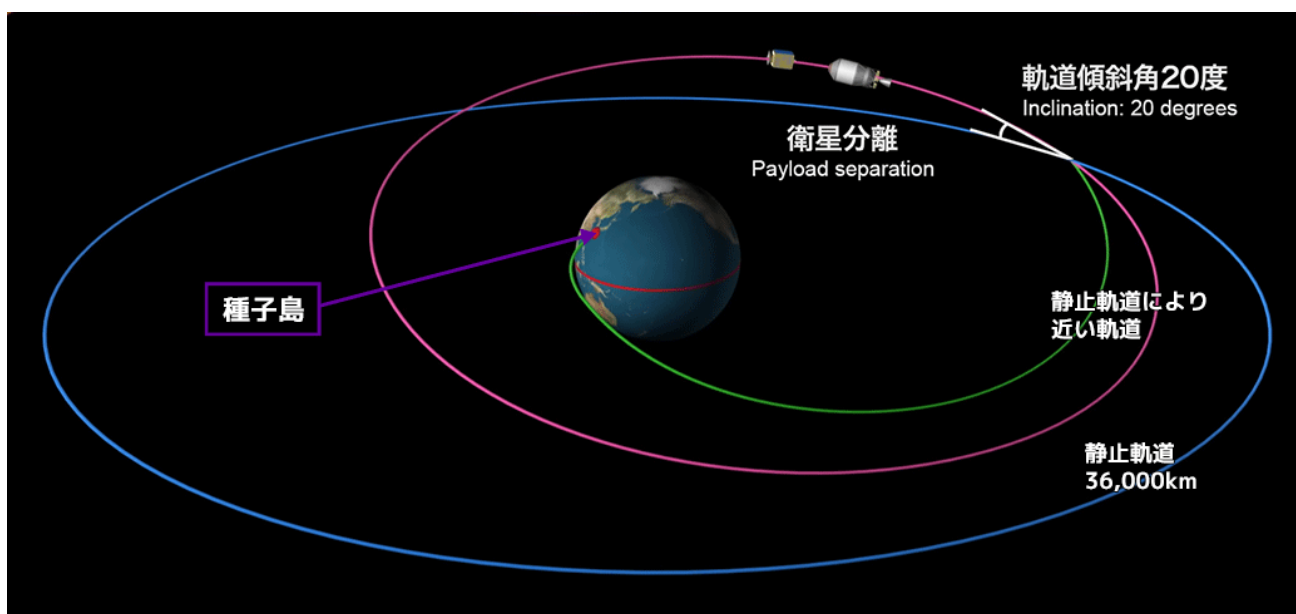 軌道傾斜角20度
Inclination: 20 degrees
衛星分離
Payload separation
種子島
静止軌道により
近い軌道
静止軌道
36,000km